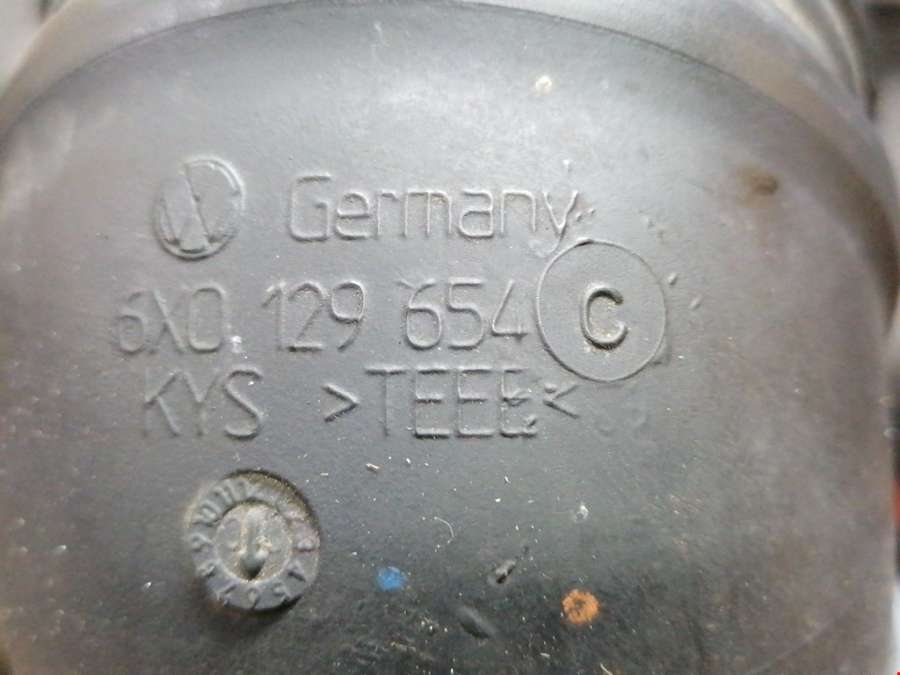 Germany
6X0 129 654 C
KYS >TEEE<